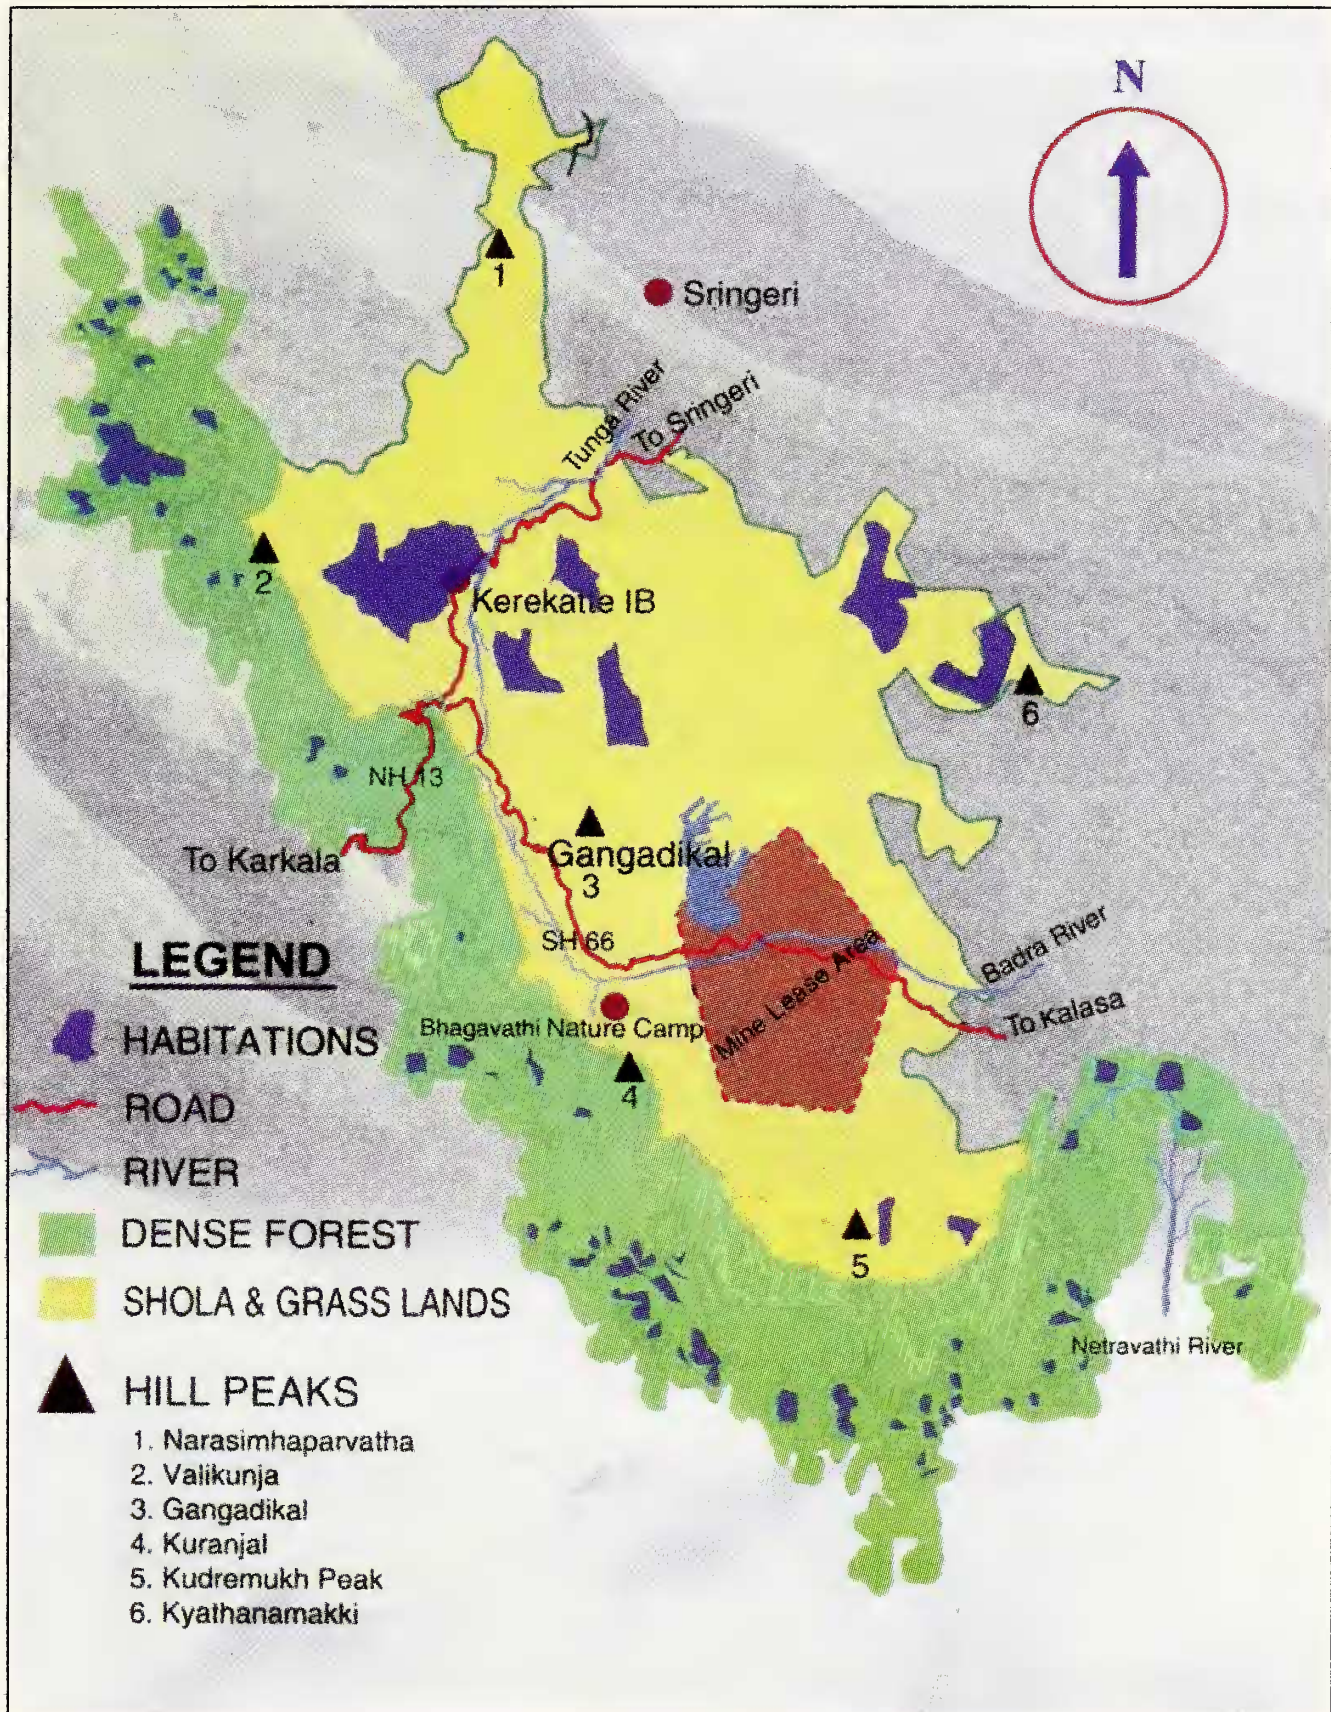 N
1
Sringeri
Tunga River
To Sringeri
2
Kerekatte IB
6
NH 13
To Karkala
Gangadikal
3
SH 66
Badra River
Mine Lease Area
To Kalasa
Bhagavathi Nature Camp
4
5
Netravathi River
LEGEND
HABITATIONS
ROAD
RIVER
DENSE FOREST
SHOLA & GRASS LANDS
HILL PEAKS
1. Narasimhaparvatha
2. Valikunja
3. Gangadikal
4. Kuranjal
5. Kudremukh Peak
6. Kyathanamakki